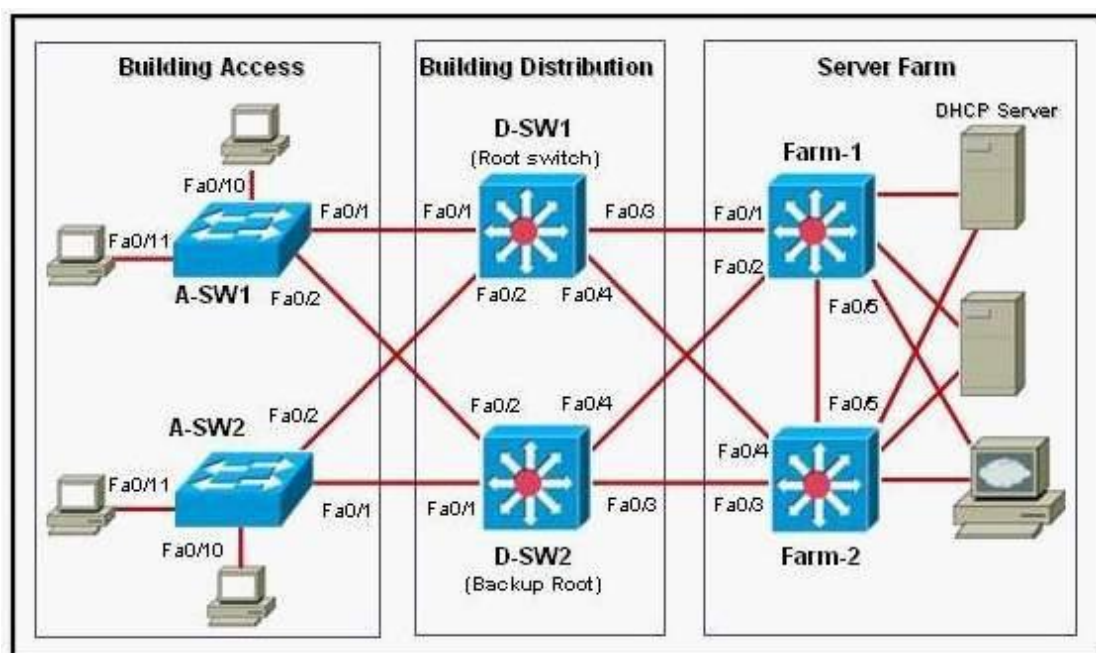 Building Access
Building Distribution
Server Farm
DHCP Server
D-SW1
(Root switch)
Farm-1
Fa0/10
Fa0/1
Fa0/1
Fa0/3
Fa0/1
Fa0/11
Fa0/2
A-SW1
Fa0/2
Fa0/2
Fa0/4
Fa0/5
Fa0/2
Fa0/4
Fa0/5
A-SW2
Fa0/2
Fa0/4
Fa0/11
Fa0/1
Fa0/1
Fa0/3
Fa0/3
Fa0/10
D-SW2
(Backup Root)
Farm-2